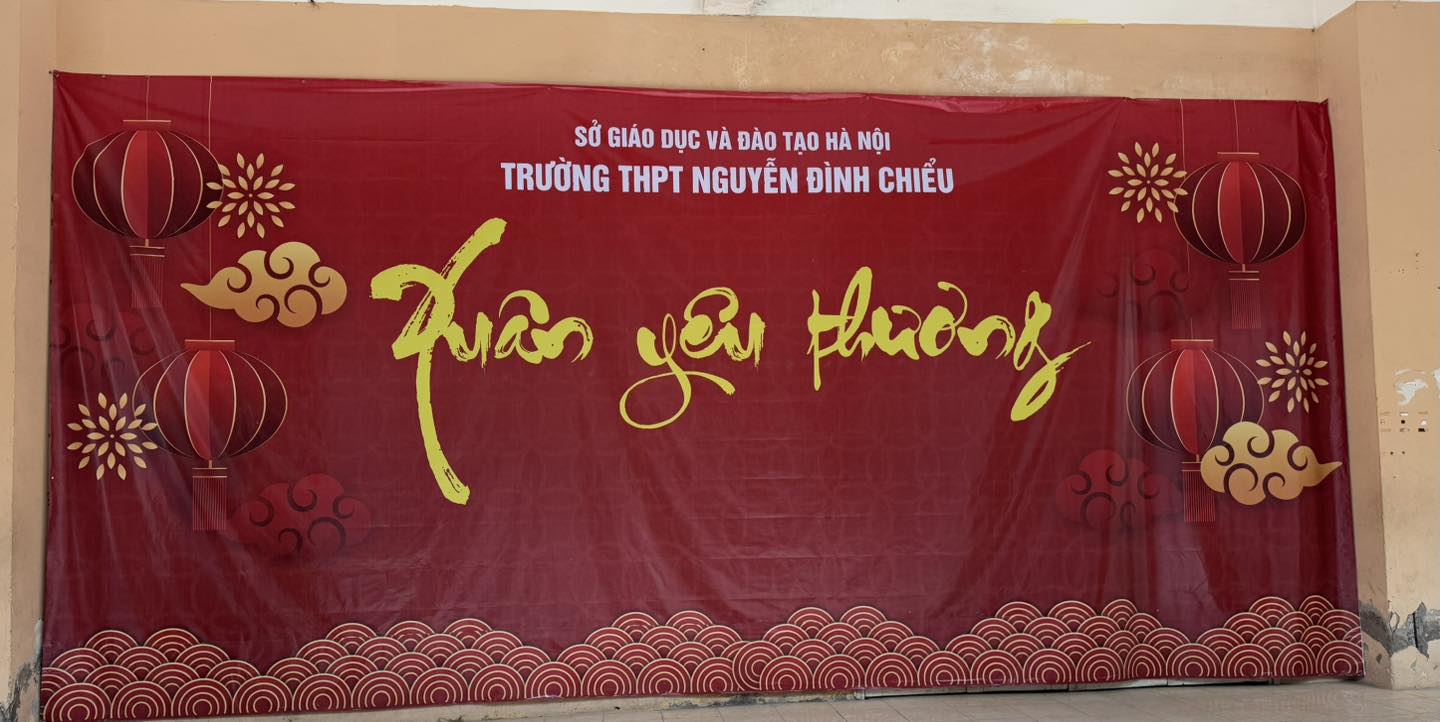 SỞ GIÁO DỤC VÀ ĐÀO TẠO HÀ NỘI
TRƯỜNG THPT NGUYỄN ĐÌNH CHIỂU
Xuân yêu thương